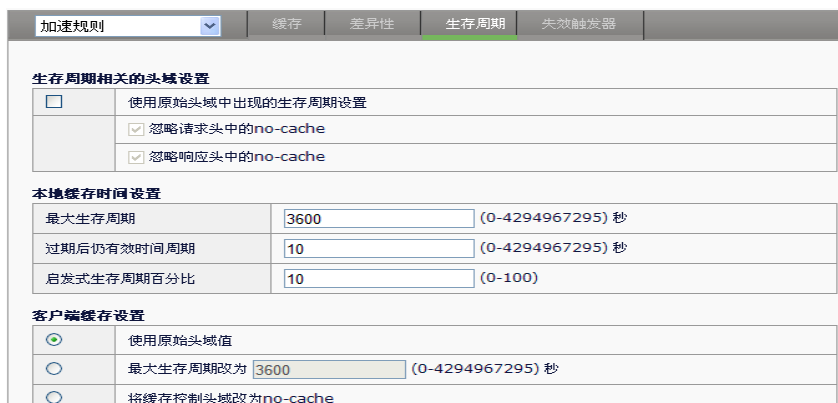 加速规则 缓存 差异性 生存周期 失效触发器
生存周期相关的头域设置
使用原始头域中出现的生存周期设置
忽略请求头中的no-cache
忽略响应头中的no-cache
本地缓存时间设置
最大生存周期 3600 (0-4294967295) 秒
过期后仍有效时间周期 10 (0-4294967295) 秒
启发式生存周期百分比 10 (0-100)
客户端缓存设置
使用原始头域值
最大生存周期改为 3600 (0-4294967295) 秒
将缓存控制头域改为no-cache